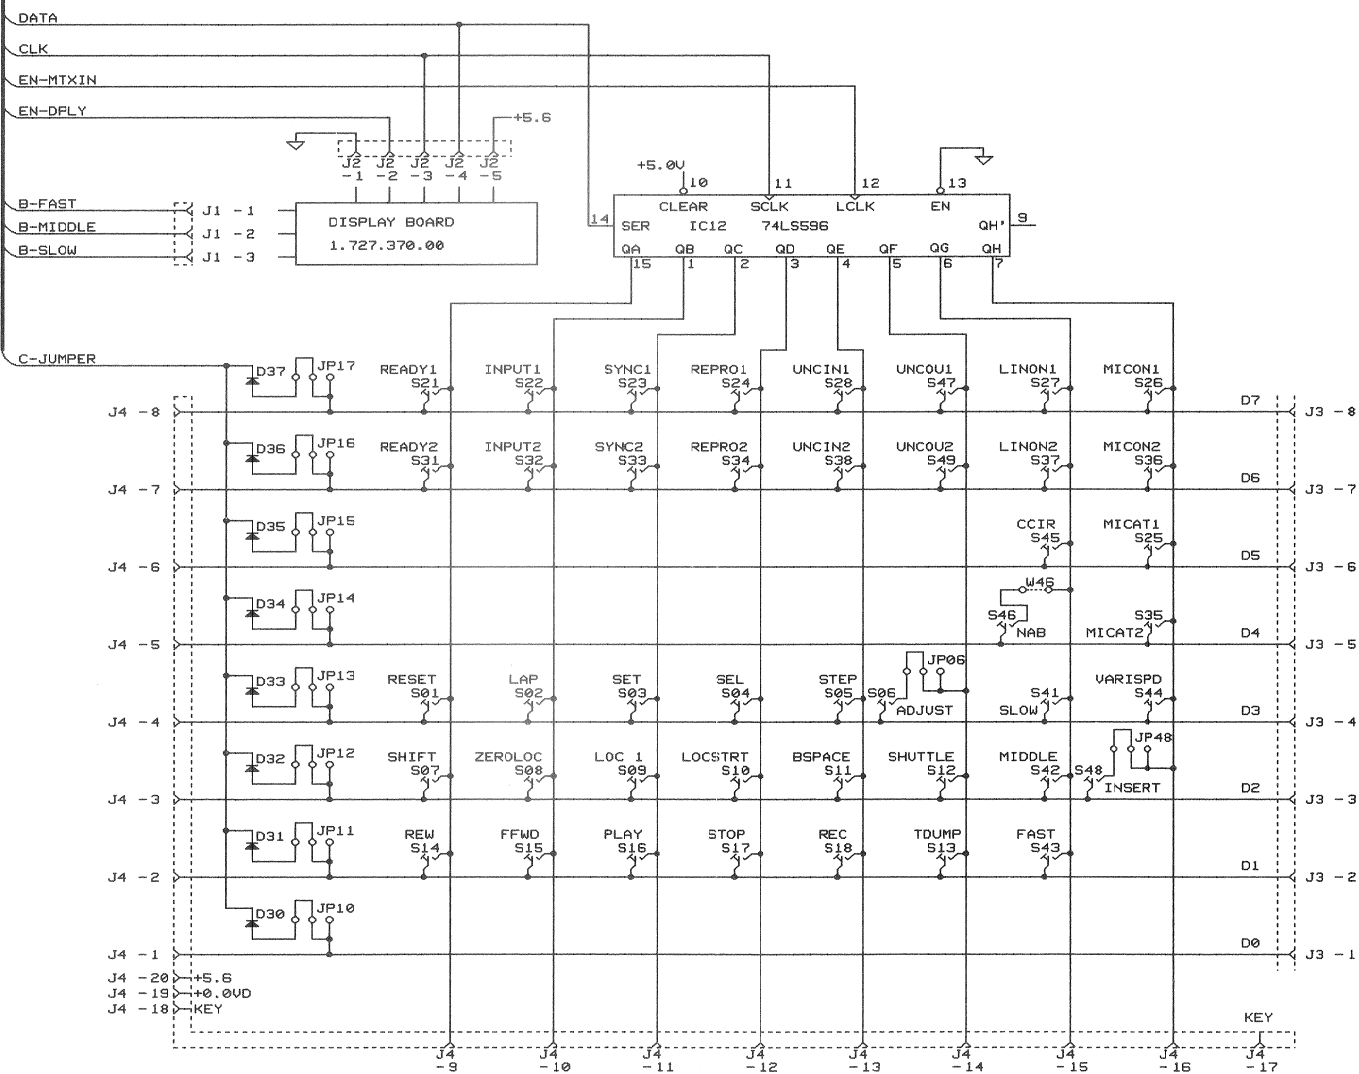 DATA
CLK
EN-MTXIN
EN-DPLY
+5.6
J2 J2 J2 J2 J2
-1 -2 -3 -4 -5
+5.0V
10 11 12 13
CLEAR SCLK LCLK EN
B-FAST J1 -1
B-MIDDLE J1 -2
B-SLOW J1 -3
DISPLAY BOARD
1.727.370.00
14 SER IC12 74LS596 QH' 9
QA QB QC QD QE QF QG QH
15 1 2 3 4 5 6 7
C-JUMPER
D37 JP17 READY1 INPUT1 SYNC1 REPRO1 UNCIN1 UNCOU1 LINON1 MICON1
S21 S22 S23 S24 S28 S47 S27 S26
J4 -8 D7 J3 -8
D36 JP16 READY2 INPUT2 SYNC2 REPRO2 UNCIN2 UNCOU2 LINON2 MICON2
S31 S32 S33 S34 S38 S49 S37 S36
J4 -7 D6 J3 -7
D35 JP15 CCIR MICAT1
S45 S25
J4 -6 D5 J3 -6
W46
D34 JP14 S46 S35
NAB MICAT2
J4 -5 D4 J3 -5
JP06
D33 JP13 RESET LAP SET SEL STEP VARISPD
S01 S02 S03 S04 S05 S06 S41 S44
ADJUST SLOW
J4 -4 D3 J3 -4
JP48
D32 JP12 SHIFT ZEROLOC LOC 1 LOCSTRT BSPACE SHUTTLE MIDDLE
S07 S08 S09 S10 S11 S12 S42 S48
INSERT
J4 -3 D2 J3 -3
D31 JP11 REW FFWD PLAY STOP REC TDUMP FAST
S14 S15 S16 S17 S18 S13 S43
J4 -2 D1 J3 -2
D30 JP10
J4 -1 D0 J3 -1
J4 -20 +5.6
J4 -19 +0.0VD
J4 -18 KEY
KEY
J4 J4 J4 J4 J4 J4 J4 J4 J4
-9 -10 -11 -12 -13 -14 -15 -16 -17